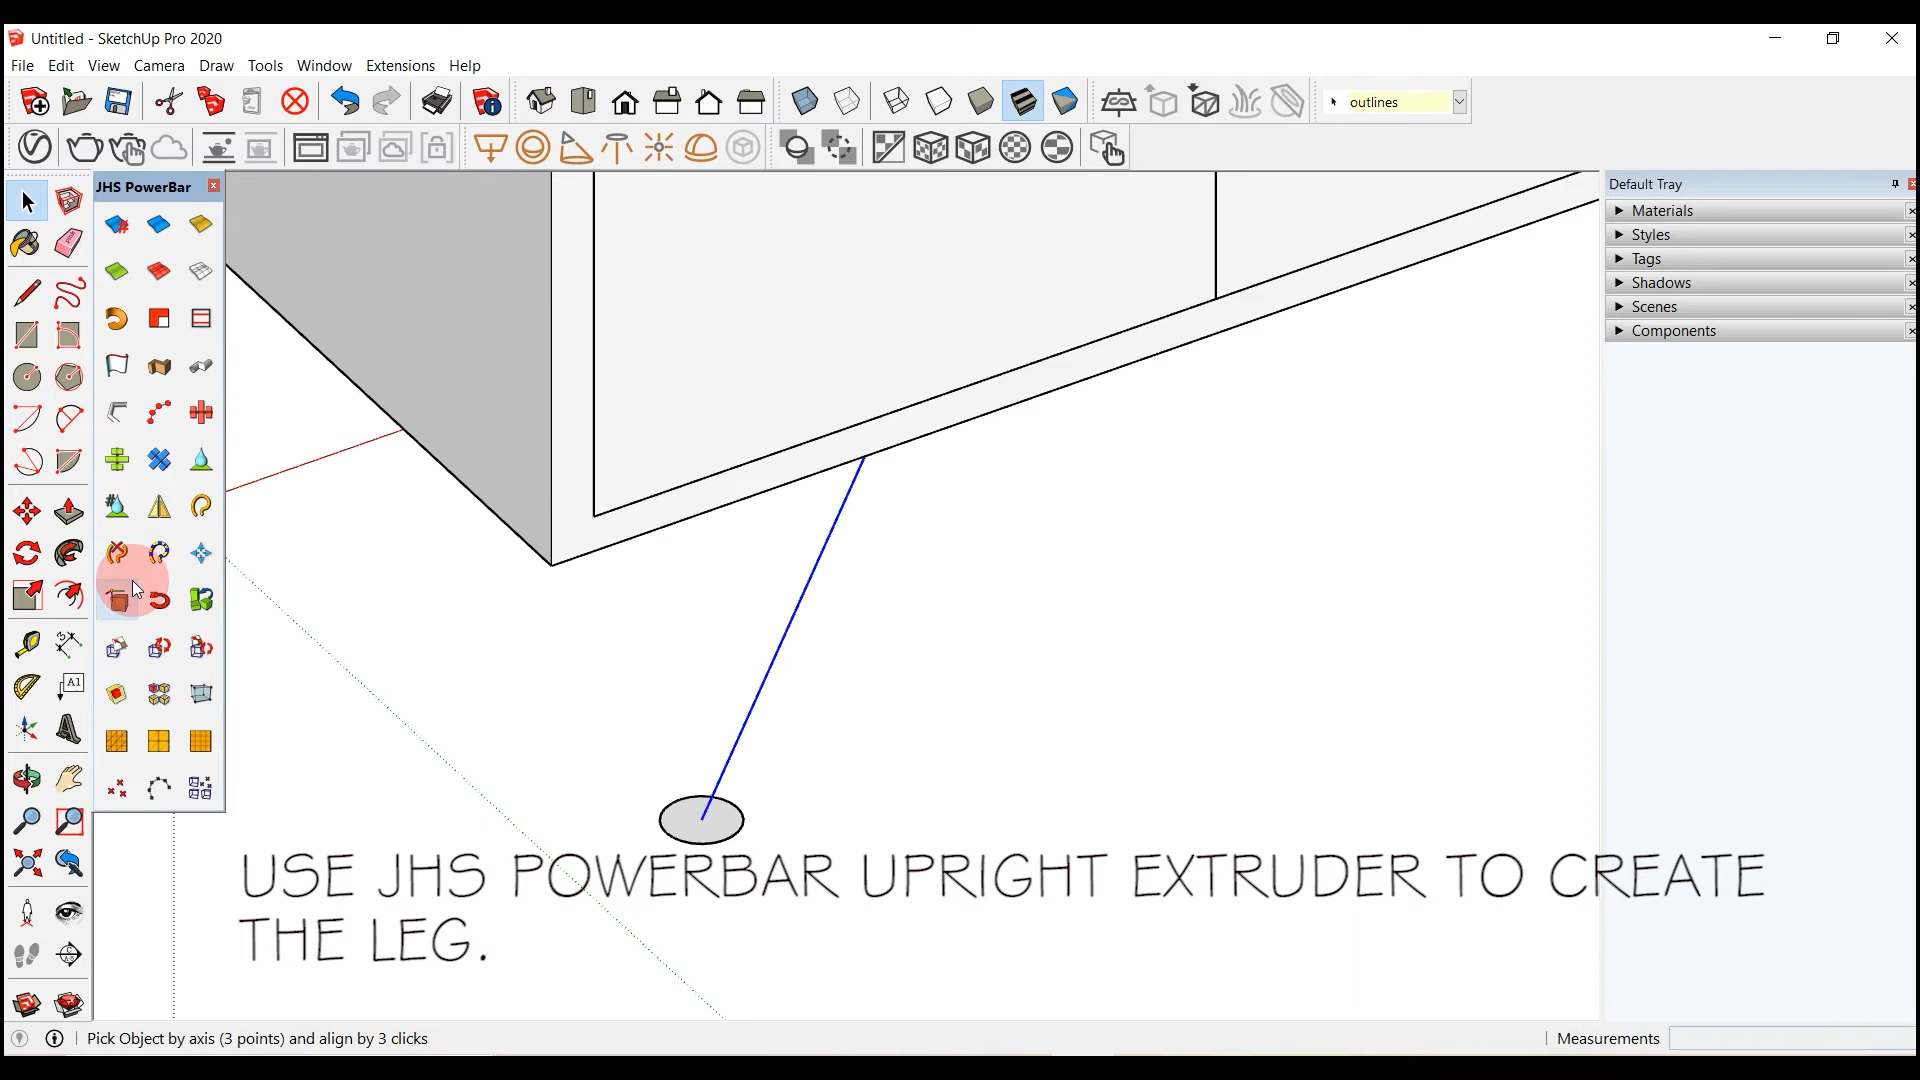 Untitled - SketchUp Pro 2020
File Edit View Camera Draw Tools Window Extensions Help
outlines
JHS PowerBar
Default Tray
Materials
Styles
Tags
Shadows
Scenes
Components
A1
USE JHS POWERBAR UPRIGHT EXTRUDER TO CREATE
THE LEG.
Pick Object by axis (3 points) and align by 3 clicks
Measurements